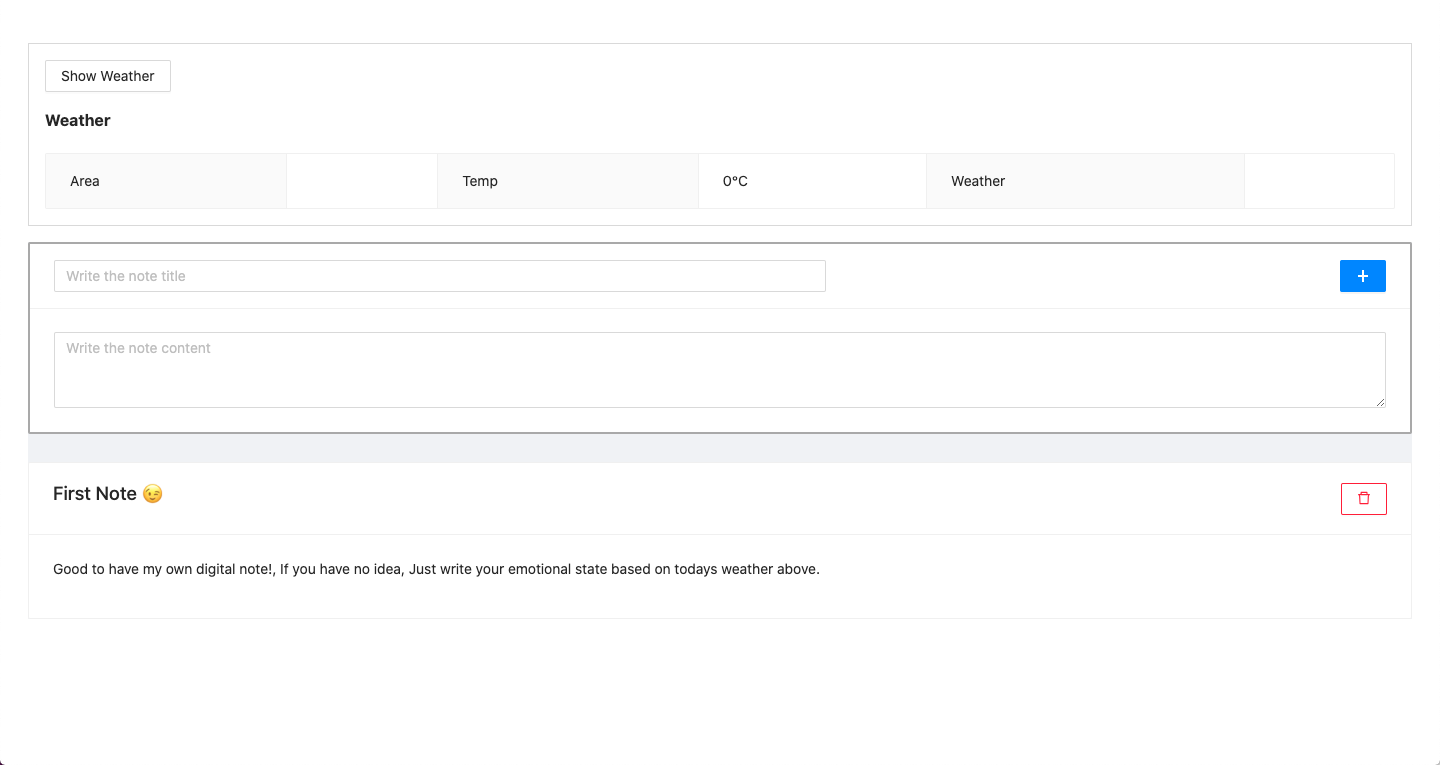 Show Weather
Weather
Area Temp 0°C Weather
Write the note title
Write the note content
First Note 😉
Good to have my own digital note!, If you have no idea, Just write your emotional state based on todays weather above.